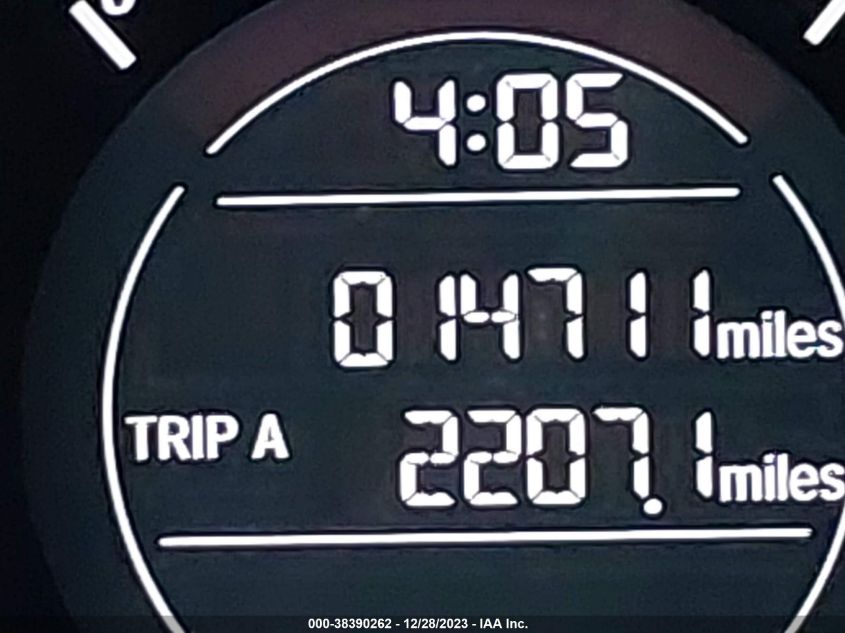 4:05
014711 miles
TRIP A 2207.1 miles
000-38390262 - 12/28/2023 - IAA Inc.